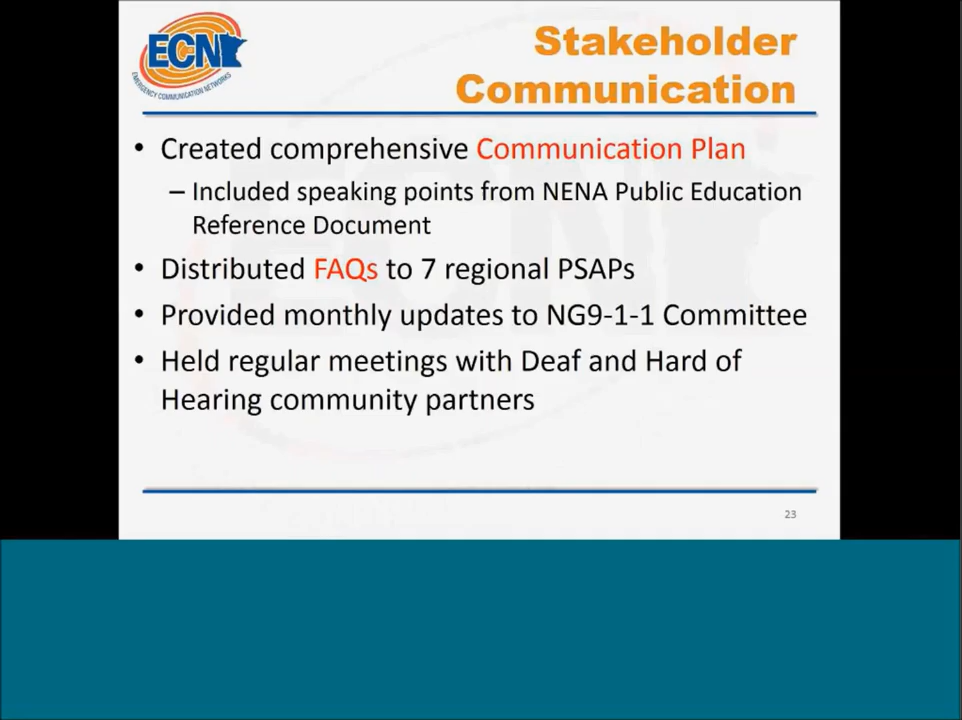 ECN
EMERGENCY COMMUNICATION NETWORKS
Stakeholder
Communication
• Created comprehensive Communication Plan
– Included speaking points from NENA Public Education
Reference Document
• Distributed FAQs to 7 regional PSAPs
• Provided monthly updates to NG9-1-1 Committee
• Held regular meetings with Deaf and Hard of
Hearing community partners
23